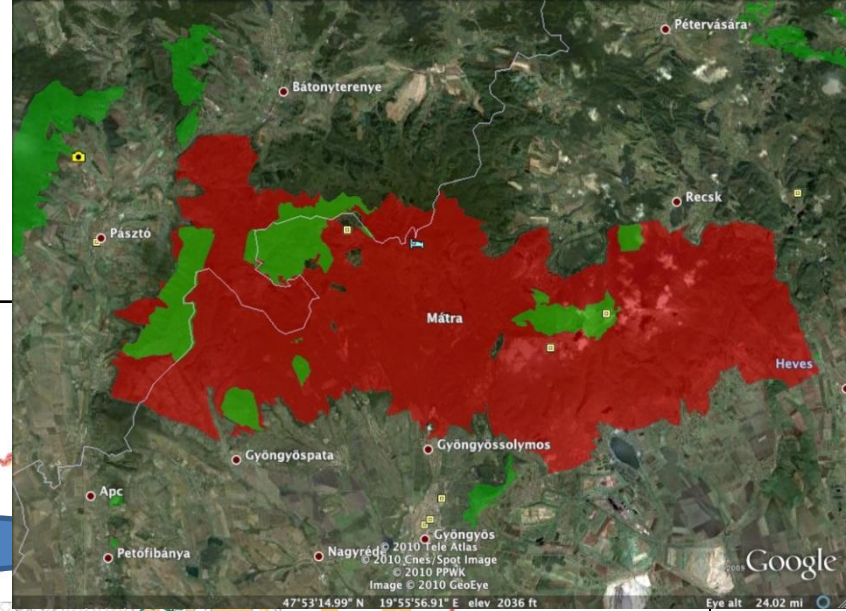 Pétervására
Bátonyterenye
Recsk
Pásztó
Mátra
Heves
Gyöngyössolymos
Gyöngyöspata
Apc
Gyöngyös
Petőfibánya
© 2010 Tele Atlas
© 2010 Cnes/Spot Image
© 2010 PPWK
Image © 2010 GeoEye
©2009 Google
47°53'14.99" N 19°55'56.91" E elev 2036 ft
Eye alt 24.02 mi